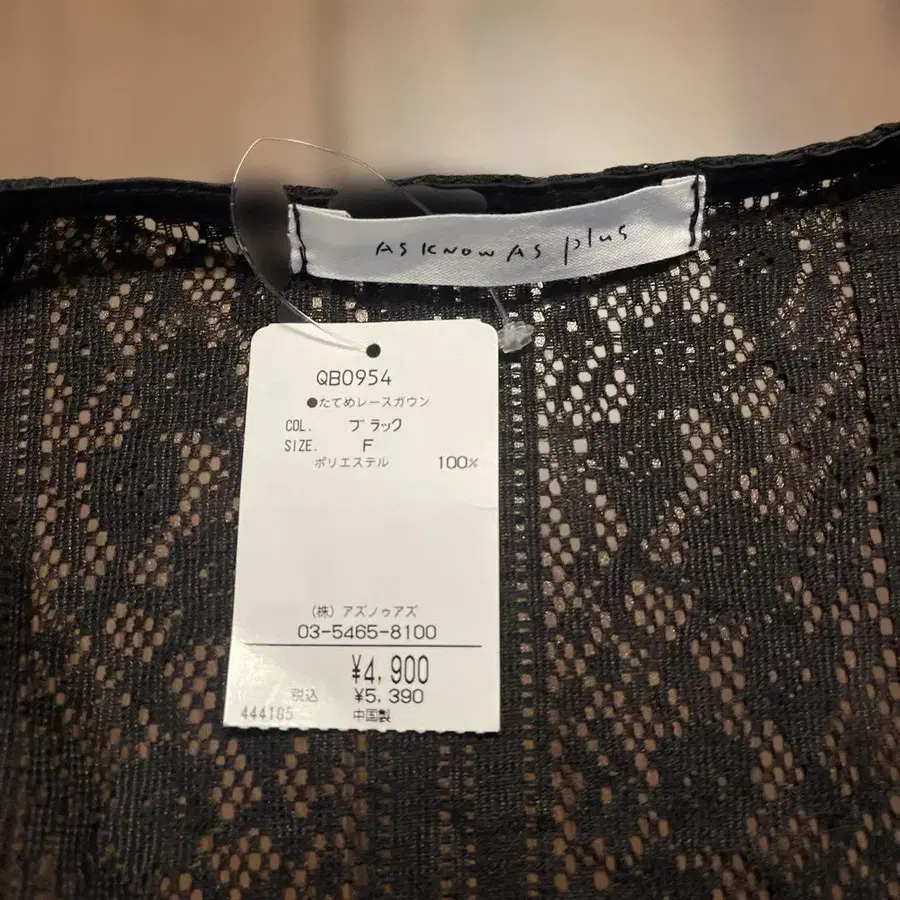 AS KNOW AS plus
QB0954
●たてめレースガウン
COL. ブラック
SIZE. F
ポリエステル 100%
(株) アズノゥアズ
03-5465-8100
¥4,900
税込 ¥5,390
444185 中国製